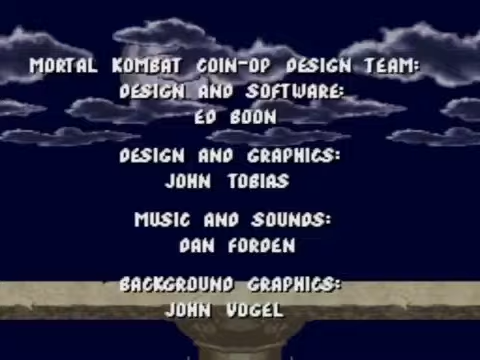 MORTAL KOMBAT COIN-OP DESIGN TEAM:
DESIGN AND SOFTWARE:
ED BOON
DESIGN AND GRAPHICS:
JOHN TOBIAS
MUSIC AND SOUNDS:
DAN FORDEN
BACKGROUND GRAPHICS:
JOHN VOGEL